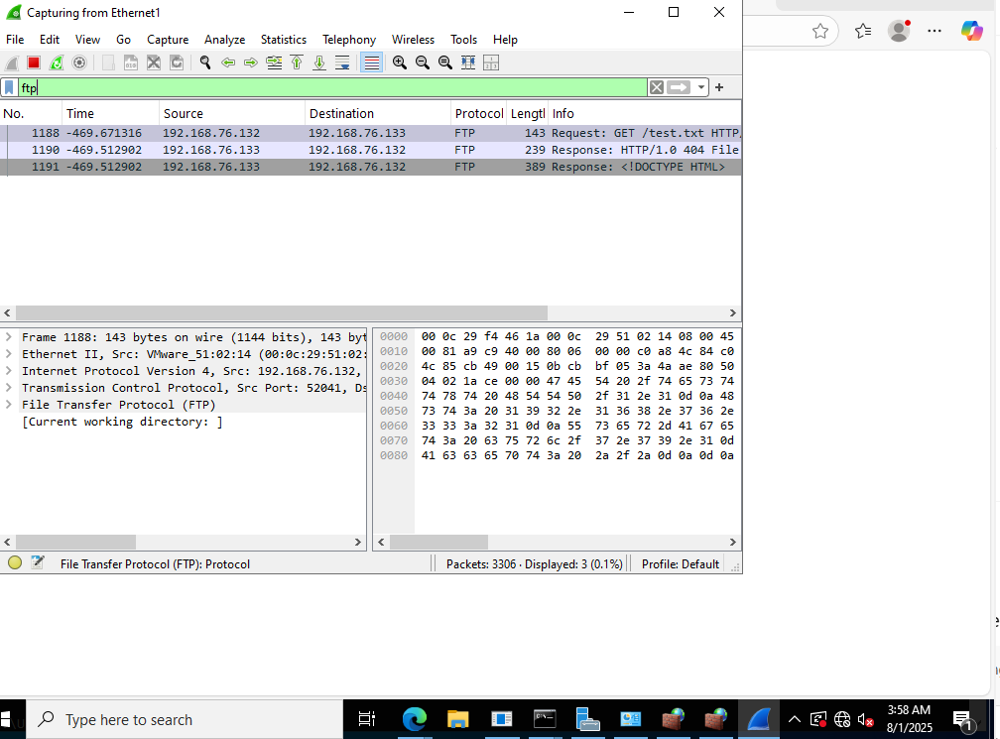 Capturing from Ethernet1
File Edit View Go Capture Analyze Statistics Telephony Wireless Tools Help
ftp
No. Time Source Destination Protocol Lengtl Info
1188 -469.671316 192.168.76.132 192.168.76.133 FTP 143 Request: GET /test.txt HTTP/
1190 -469.512902 192.168.76.133 192.168.76.132 FTP 239 Response: HTTP/1.0 404 File
1191 -469.512902 192.168.76.133 192.168.76.132 FTP 389 Response: <!DOCTYPE HTML>
Frame 1188: 143 bytes on wire (1144 bits), 143 byt
Ethernet II, Src: VMware_51:02:14 (00:0c:29:51:02:
Internet Protocol Version 4, Src: 192.168.76.132,
Transmission Control Protocol, Src Port: 52041, Ds
File Transfer Protocol (FTP)
[Current working directory: ]
0000 00 0c 29 f4 46 1a 00 0c 29 51 02 14 08 00 45
0010 00 81 a9 c9 40 00 80 06 00 00 c0 a8 4c 84 c0
0020 4c 85 cb 49 00 15 0b cb bf 05 3a 4a ae 80 50
0030 04 02 1a ce 00 00 47 45 54 20 2f 74 65 73 74
0040 74 78 74 20 48 54 54 50 2f 31 2e 31 0d 0a 48
0050 73 74 3a 20 31 39 32 2e 31 36 38 2e 37 36 2e
0060 33 33 3a 32 31 0d 0a 55 73 65 72 2d 41 67 65
0070 74 3a 20 63 75 72 6c 2f 37 2e 37 39 2e 31 0d
0080 41 63 63 65 70 74 3a 20 2a 2f 2a 0d 0a 0d 0a
File Transfer Protocol (FTP): Protocol
Packets: 3306 · Displayed: 3 (0.1%)
Profile: Default
Type here to search
3:58 AM
8/1/2025
1